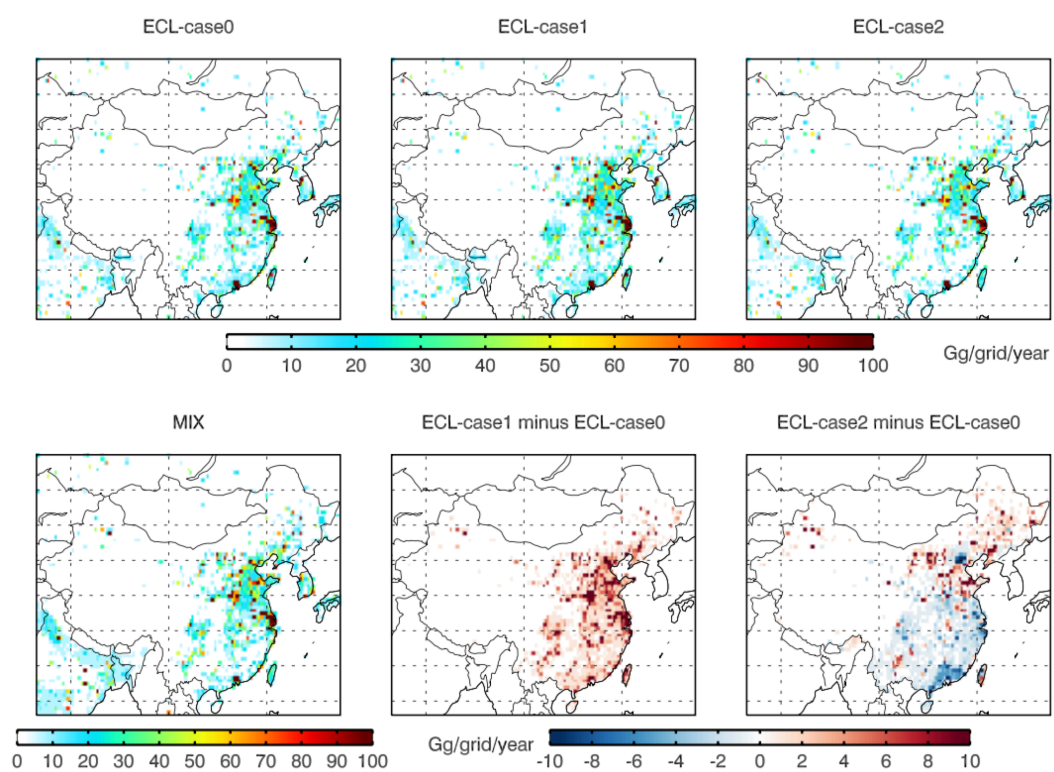 ECL-case0 ECL-case1 ECL-case2
0 10 20 30 40 50 60 70 80 90 100 Gg/grid/year
MIX ECL-case1 minus ECL-case0 ECL-case2 minus ECL-case0
0 10 20 30 40 50 60 70 80 90 100 Gg/grid/year -10 -8 -6 -4 -2 0 2 4 6 8 10